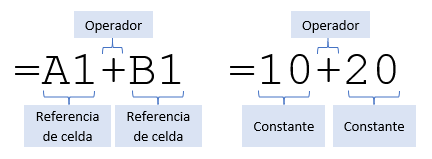 Operador Operador
=A1+B1 =10+20
Referencia de celda Referencia de celda Constante Constante